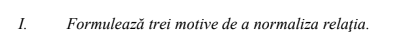 I. Formulează trei motive de a normaliza relația.